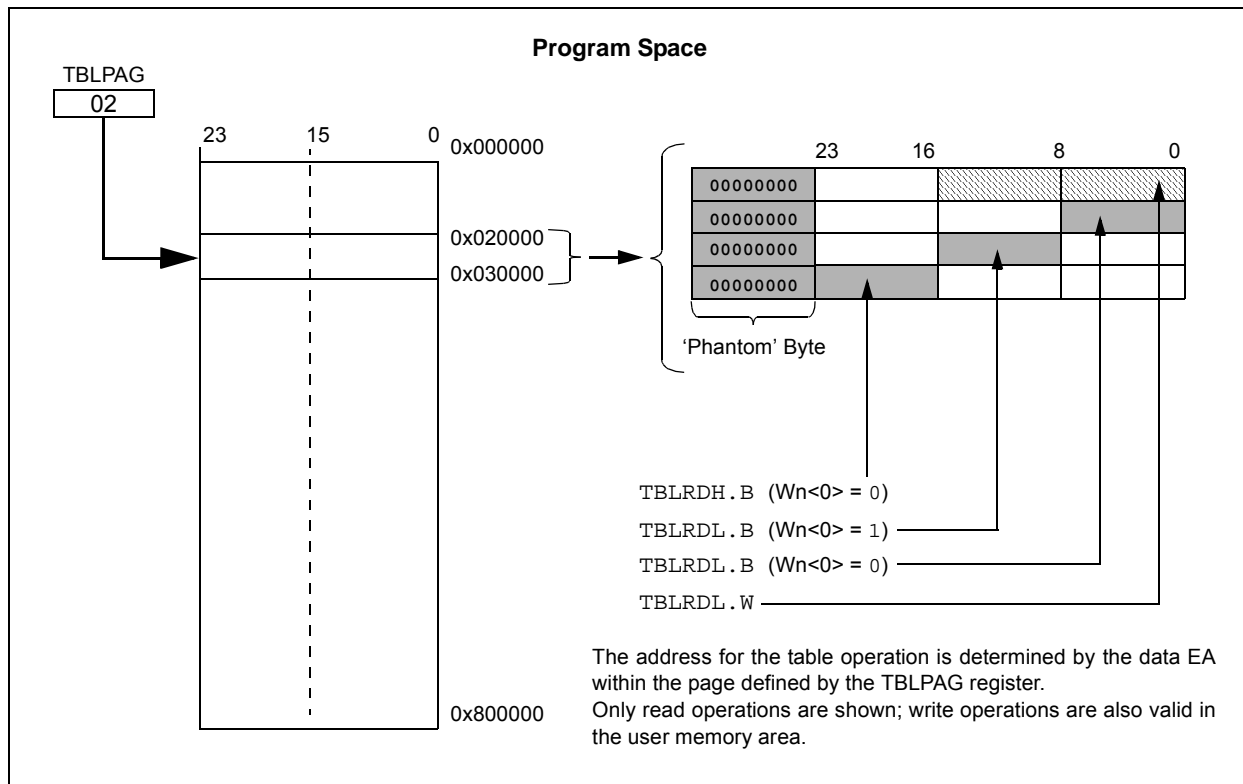 Program Space
TBLPAG
02
23 15 0
0x000000
0x020000
0x030000
0x800000
23 16 8 0
00000000
00000000
00000000
00000000
‘Phantom’ Byte
TBLRDH.B (Wn<0> = 0)
TBLRDL.B (Wn<0> = 1)
TBLRDL.B (Wn<0> = 0)
TBLRDL.W
The address for the table operation is determined by the data EA
within the page defined by the TBLPAG register.
Only read operations are shown; write operations are also valid in
the user memory area.